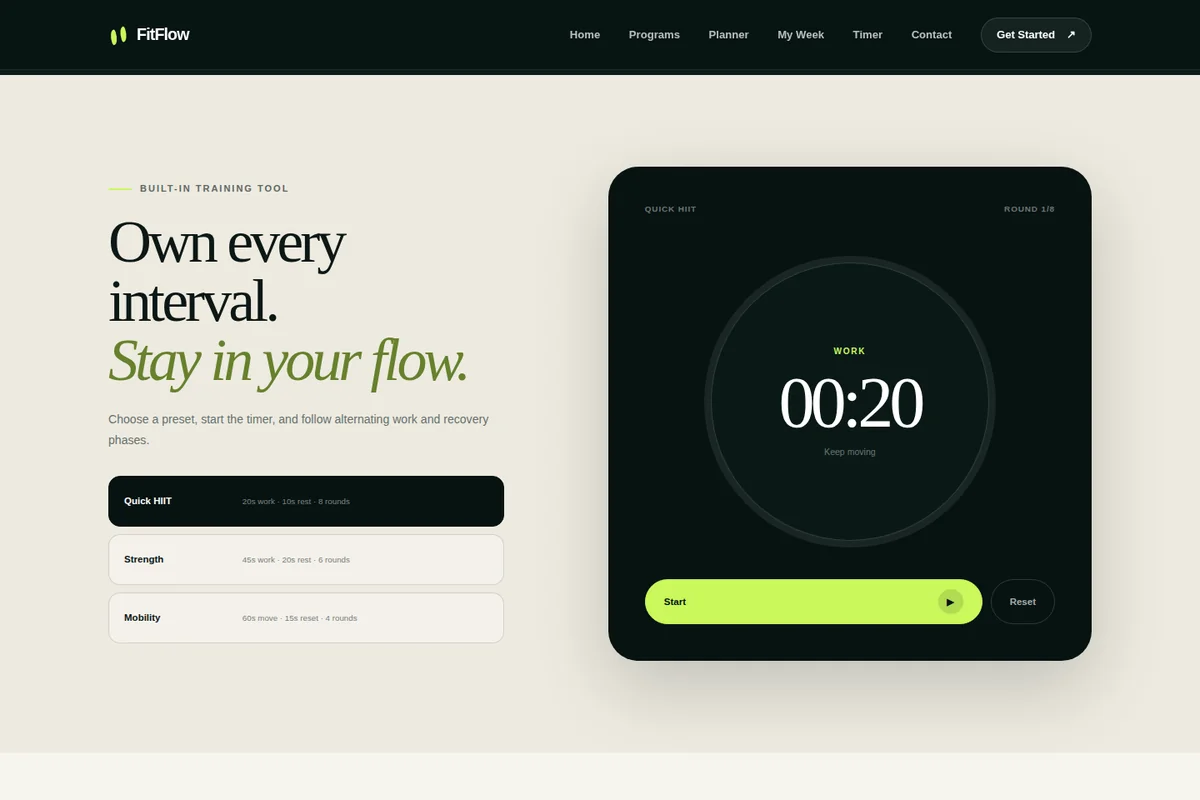 FitFlow
Home Programs Planner My Week Timer Contact Get Started ↗
BUILT-IN TRAINING TOOL
Own every
interval.
Stay in your flow.
Choose a preset, start the timer, and follow alternating work and recovery
phases.
Quick HIIT 20s work · 10s rest · 8 rounds
Strength 45s work · 20s rest · 6 rounds
Mobility 60s move · 15s reset · 4 rounds
QUICK HIIT ROUND 1/8
WORK
00:20
Keep moving
Start ▶ Reset